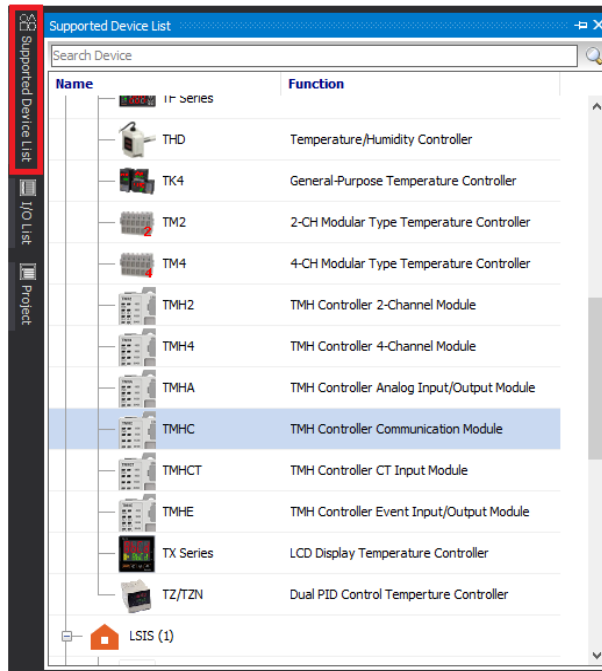 Supported Device List
I/O List
Project
Supported Device List
Search Device
Name Function
TF Series
THD Temperature/Humidity Controller
TK4 General-Purpose Temperature Controller
TM2 2-CH Modular Type Temperature Controller
TM4 4-CH Modular Type Temperature Controller
TMH2 TMH Controller 2-Channel Module
TMH4 TMH Controller 4-Channel Module
TMHA TMH Controller Analog Input/Output Module
TMHC TMH Controller Communication Module
TMHCT TMH Controller CT Input Module
TMHE TMH Controller Event Input/Output Module
TX Series LCD Display Temperature Controller
TZ/TZN Dual PID Control Temperture Controller
LSIS (1)